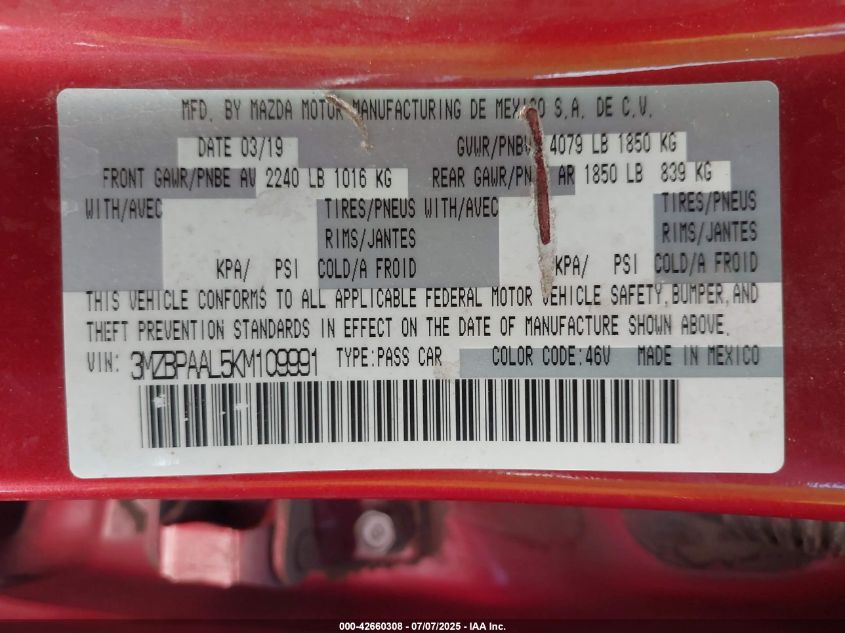 MFD. BY MAZDA MOTOR MANUFACTURING DE MEXICO S.A. DE C.V.
DATE 03/19 GVWR/PNBV 4079 LB 1850 KG
FRONT GAWR/PNBE AV 2240 LB 1016 KG REAR GAWR/PN AR 1850 LB 839 KG
WITH/AVEC TIRES/PNEUS WITH/AVEC TIRES/PNEUS
RIMS/JANTES RIMS/JANTES
KPA/ PSI COLD/A FROID KPA/ PSI COLD/A FROID
THIS VEHICLE CONFORMS TO ALL APPLICABLE FEDERAL MOTOR VEHICLE SAFETY, BUMPER, AND
THEFT PREVENTION STANDARDS IN EFFECT ON THE DATE OF MANUFACTURE SHOWN ABOVE.
VIN: 3MZBPAAL5KM109991 TYPE:PASS CAR COLOR CODE:46V MADE IN MEXICO
000-42660308 - 07/07/2025 - IAA Inc.